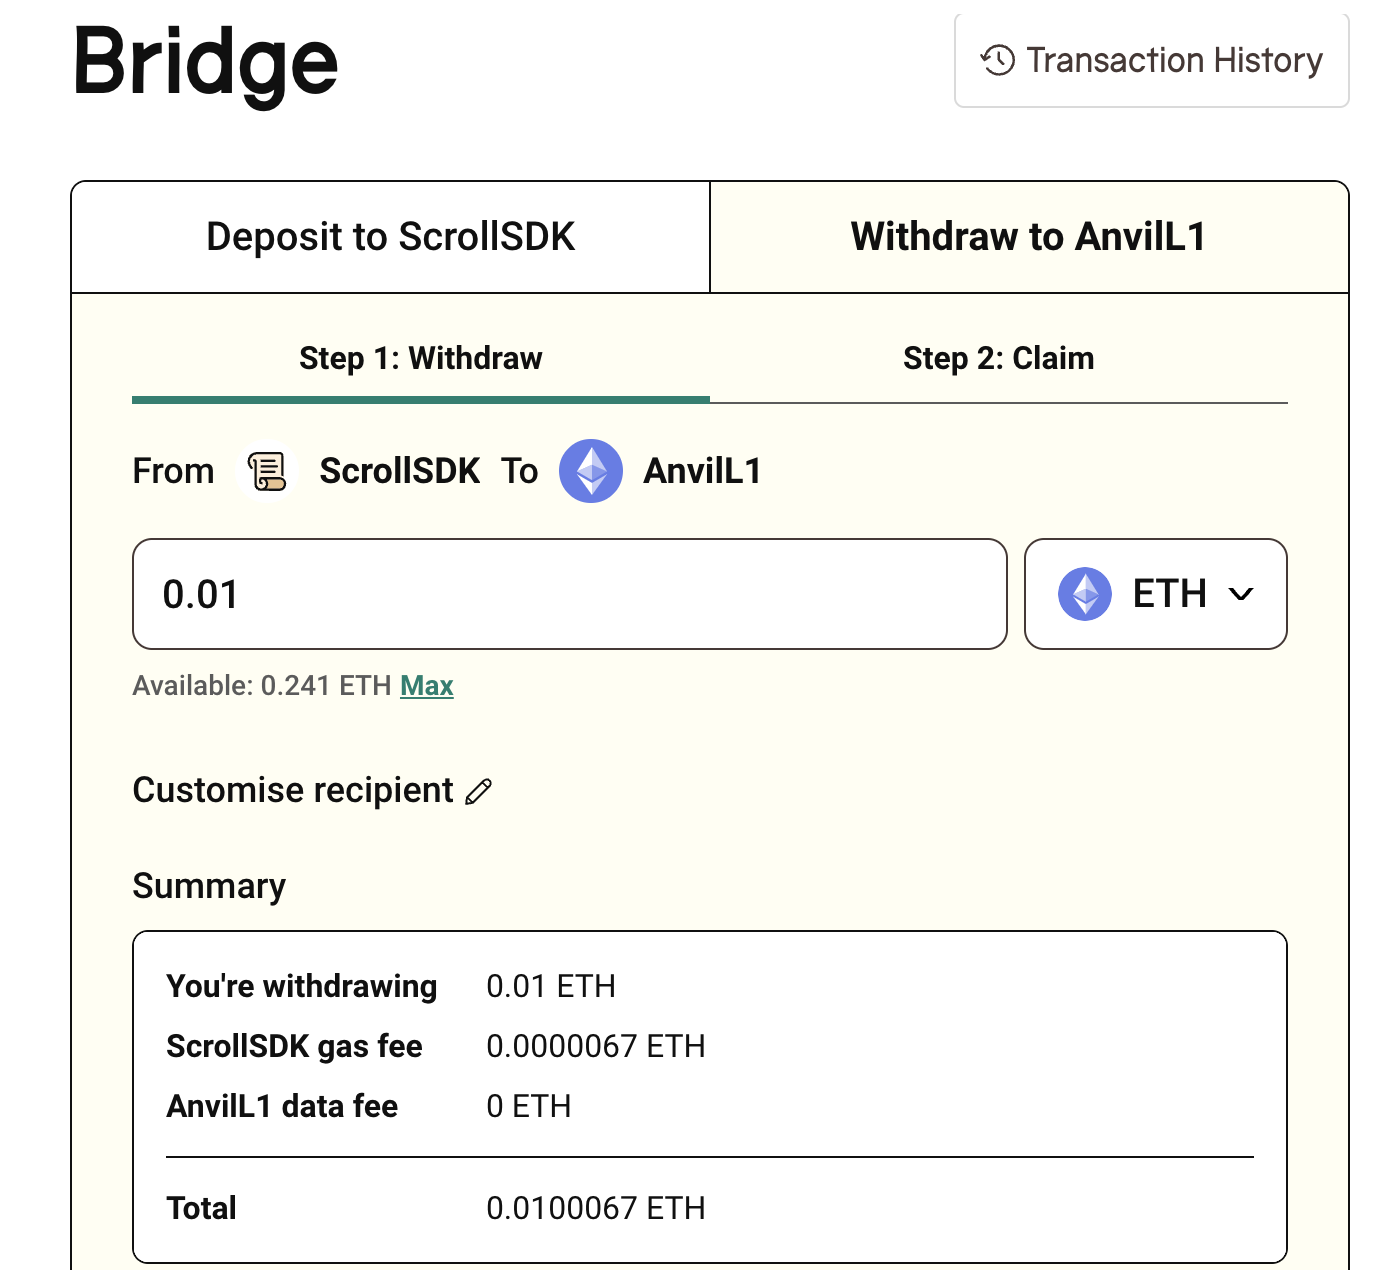 Bridge
Transaction History
Deposit to ScrollSDK
Withdraw to AnvilL1
Step 1: Withdraw
Step 2: Claim
From ScrollSDK To AnvilL1
0.01
ETH
Available: 0.241 ETH Max
Customise recipient
Summary
You're withdrawing 0.01 ETH
ScrollSDK gas fee 0.0000067 ETH
AnvilL1 data fee 0 ETH
Total 0.0100067 ETH